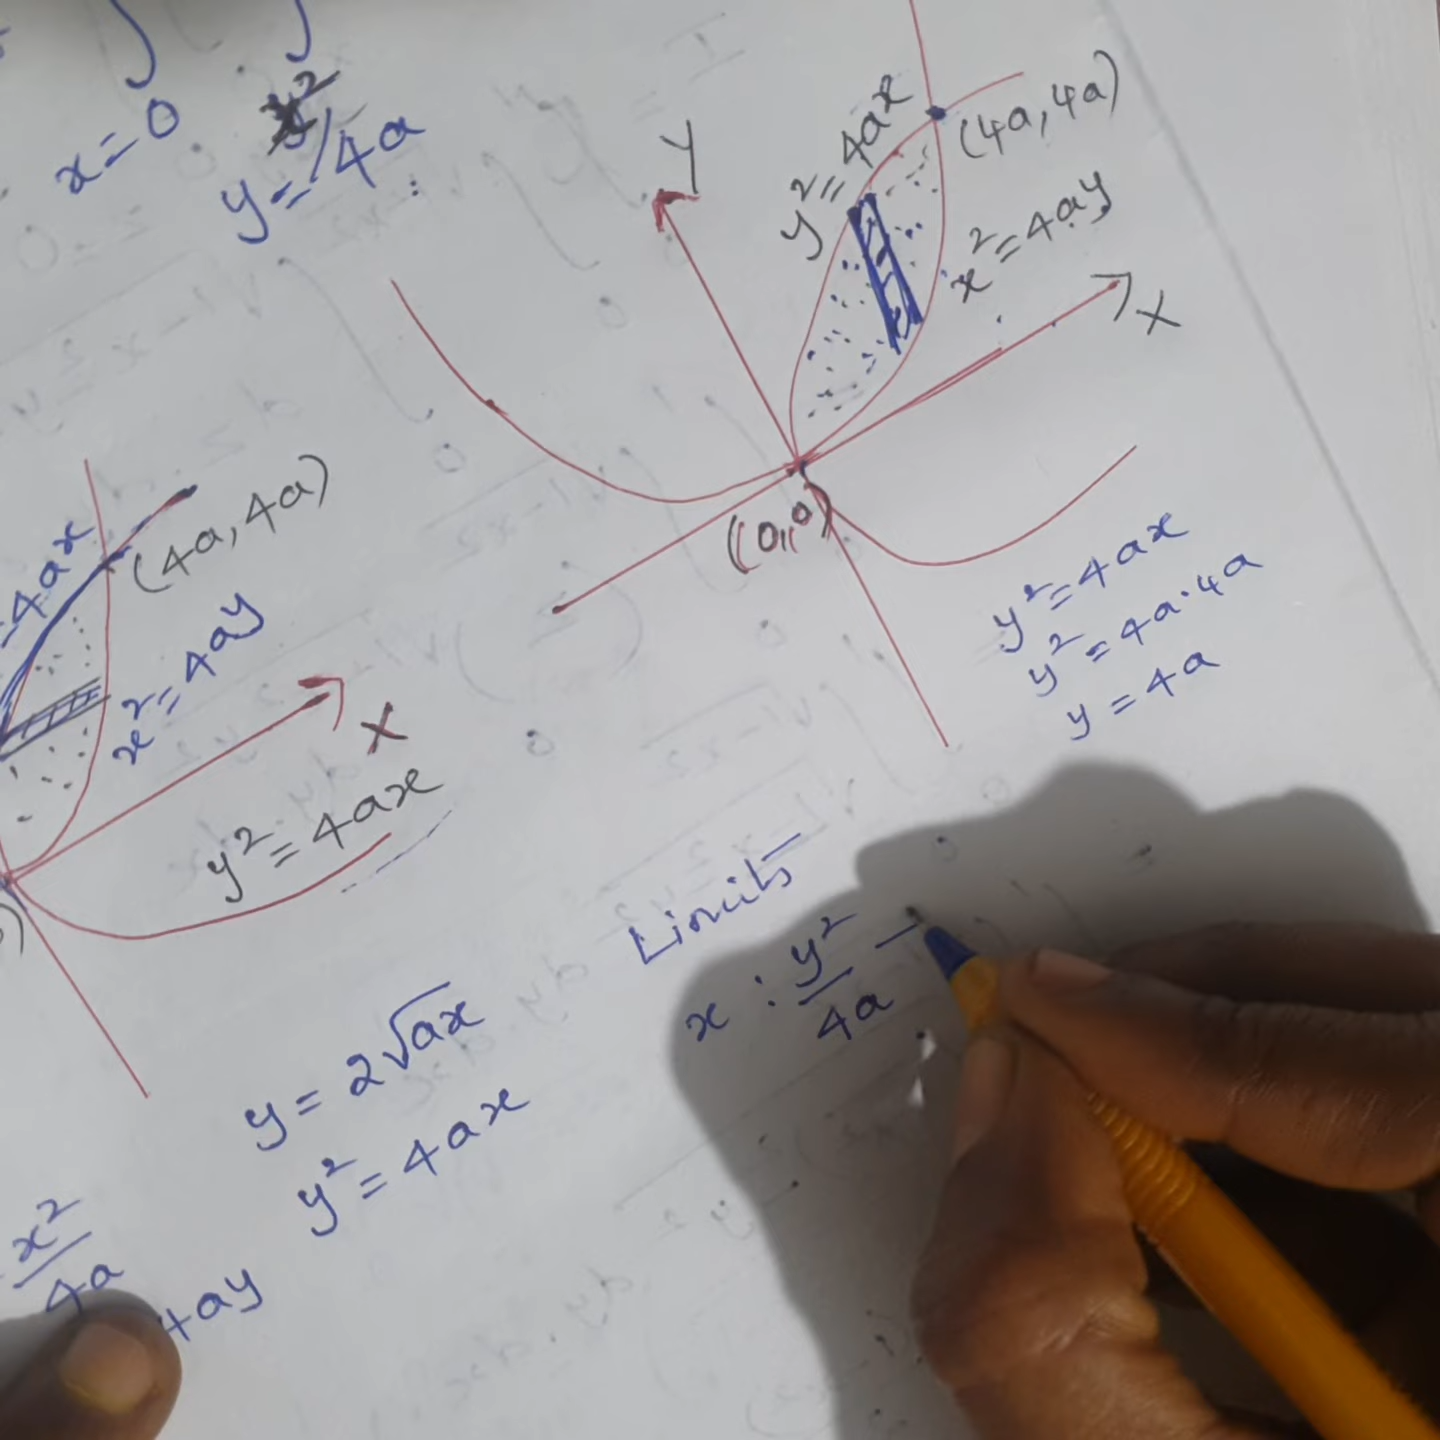 ∫ ∫
x=0 y=x²/4a
Y
y²=4ax
(4a,4a)
x²=4ay
X
(0,0)
=4ax
(4a,4a)
x²=4ay
X
y²=4ax
y²=4ax
y²=4a·4a
y=4a
Limits
x : y²/4a –
y = 2√ax
y² = 4ax
x²/4a
4ay